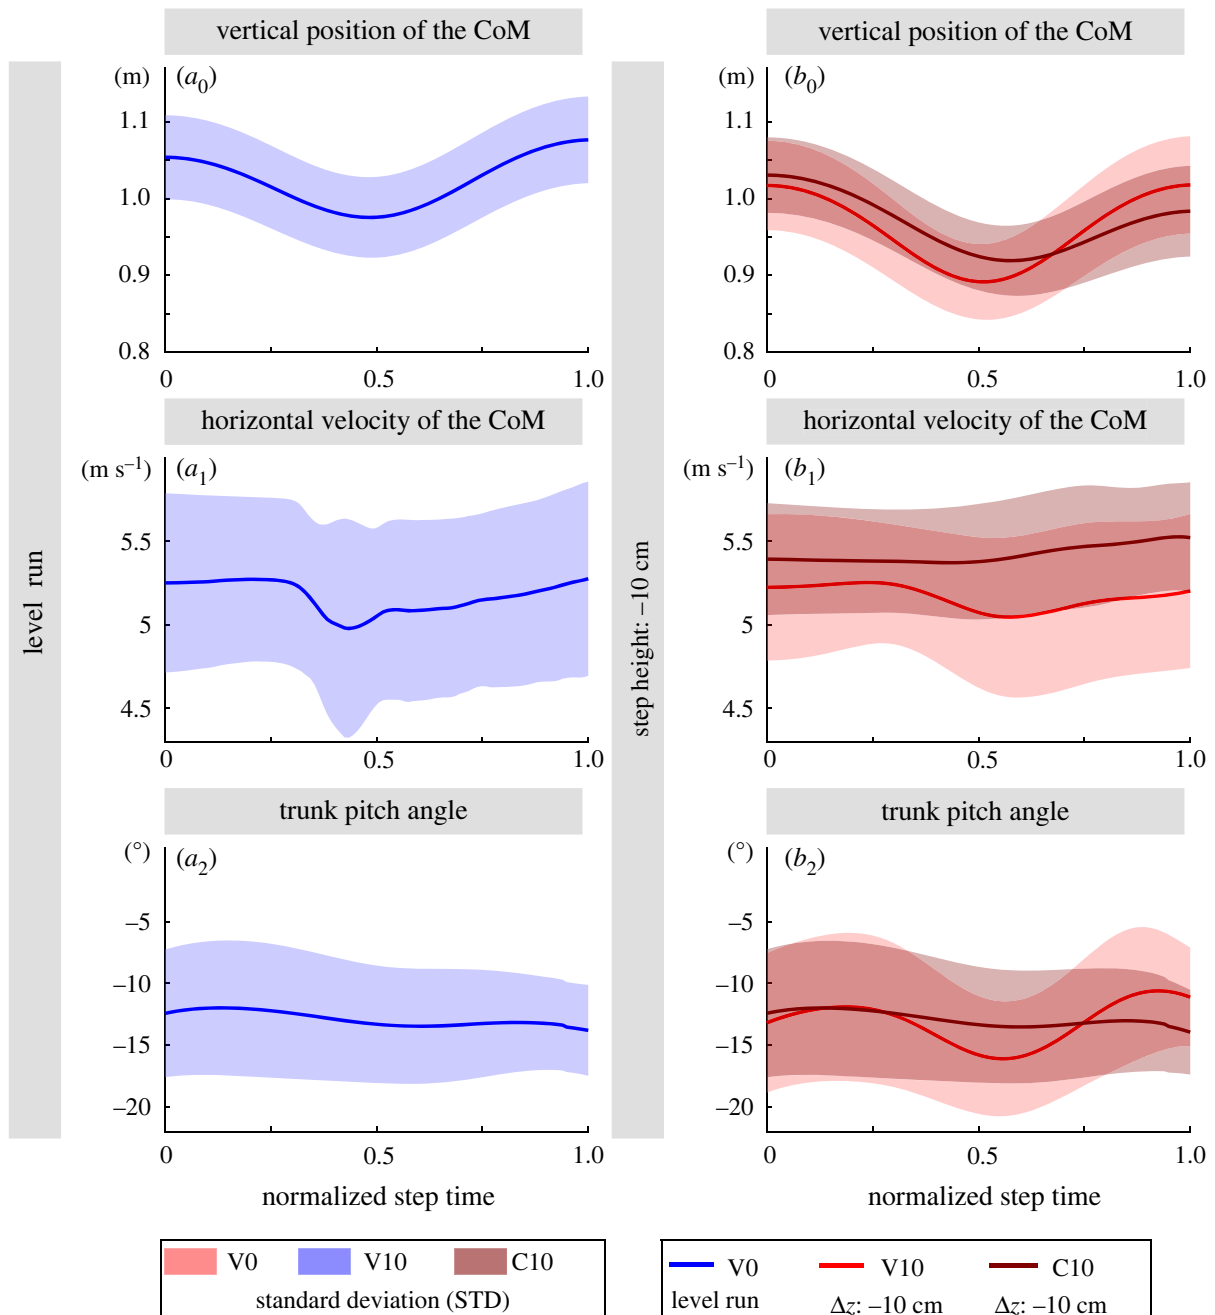 vertical position of the CoM
vertical position of the CoM
(m) (a0)
1.1
1.0
0.9
0.8
0 0.5 1.0
(m) (b0)
1.1
1.0
0.9
0.8
0 0.5 1.0
horizontal velocity of the CoM
horizontal velocity of the CoM
(m s–1) (a1)
5.5
5
4.5
0 0.5 1.0
(m s–1) (b1)
5.5
5
4.5
0 0.5 1.0
level run
step height: –10 cm
trunk pitch angle
trunk pitch angle
(°) (a2)
–5
–10
–15
–20
0 0.5 1.0
normalized step time
(°) (b2)
–5
–10
–15
–20
0 0.5 1.0
normalized step time
V0 V10 C10
standard deviation (STD)
V0 V10 C10
level run Δz: –10 cm Δz: –10 cm